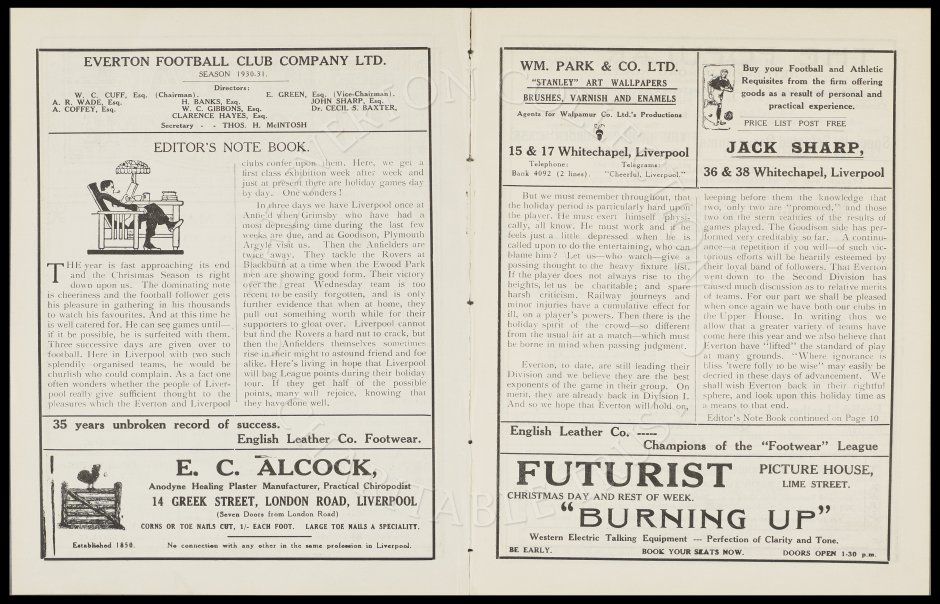 EVERTON FOOTBALL CLUB COMPANY LTD.
SEASON 1930-31.
Directors:
W. C. CUFF, Esq. (Chairman). E. GREEN, Esq. (Vice-Chairman).
A. R. WADE, Esq. H. BANKS, Esq. JOHN SHARP, Esq.
A. COFFEY, Esq. W. C. GIBBONS, Esq. Dr. CECIL S. BAXTER,
CLARENCE HAYES, Esq.
Secretary - - THOS. H. McINTOSH
EDITOR'S NOTE BOOK.
THE year is fast approaching its end
and the Christmas Season is right
down upon us. The dominating note
is cheeriness and the football follower gets
his pleasure in gathering in his thousands
to watch his favourites. And at this time he
is well catered for. He can see games until—
if it be possible, he is surfeited with them.
Three successive days are given over to
football. Here in Liverpool with two such
splendidly organised teams, he would be
churlish who could complain. As a fact one
often wonders whether the people of Liver-
pool really give sufficient thought to the
pleasures which the Everton and Liverpool
clubs confer upon them. Here, we get a
first class exhibition week after week and
just at present there are holiday games day
by day. One wonders!
In three days we have Liverpool once at
Anfie'd when Grimsby who have had a
most depressing time during the last few
weeks are due, and at Goodison, Plymouth
Argyle visit us. Then the Anfielders are
twice away. They tackle the Rovers at
Blackburn at a time when the Ewood Park
men are showing good form. Their victory
over the great Wednesday team is too
recent to be easily forgotten, and is only
further evidence that when at home, they
pull out something worth while for their
supporters to gloat over. Liverpool cannot
but find the Rovers a hard nut to crack, but
then the Anfielders themselves sometimes
rise in their might to astound friend and foe
alike. Here's living in hope that Liverpool
will bag League points during their holiday
tour. If they get half of the possible
points, many will rejoice, knowing that
they have done well.
35 years unbroken record of success.
English Leather Co. Footwear.
E. C. ALCOCK,
Anodyne Healing Plaster Manufacturer, Practical Chiropodist
14 GREEK STREET, LONDON ROAD, LIVERPOOL
(Seven Doors from London Road)
CORNS OR TOE NAILS CUT, 1/- EACH FOOT. LARGE TOE NAILS A SPECIALITY.
Established 1850. No connection with any other in the same profession in Liverpool.
WM. PARK & CO. LTD.
"STANLEY" ART WALLPAPERS
BRUSHES, VARNISH AND ENAMELS
Agents for Walpamur Co. Ltd.'s Productions
15 & 17 Whitechapel, Liverpool
Telephone: Telegrams:
Bank 4092 (2 lines). "Cheerful, Liverpool."
Buy your Football and Athletic
Requisites from the firm offering
goods as a result of personal and
practical experience.
PRICE LIST POST FREE
JACK SHARP,
36 & 38 Whitechapel, Liverpool
But we must remember throughout, that
the holiday period is particularly hard upon
the player. He must exert himself physi-
cally, all know. He must work and if he
feels just a little depressed when he is
called upon to do the entertaining, who can
blame him? Let us—who watch—give a
passing thought to the heavy fixture list.
If the player does not always rise to the
heights, let us be charitable; and spare
harsh criticism. Railway journeys and
minor injuries have a cumulative effect for
ill, on a player's powers. Then there is the
holiday spirit of the crowd—so different
from the usual air at a match—which must
be borne in mind when passing judgment.
Everton, to date, are still leading their
Division and we believe they are the best
exponents of the game in their group. On
merit, they are already back in Division I.
And so we hope that Everton will hold on,
keeping before them the knowledge that
two, only two are "promoted," and those
two on the stern realities of the results of
games played. The Goodison side has per-
formed very creditably so far. A continu-
ance—a repetition if you will—of such vic-
torious efforts will be heartily esteemed by
their loyal band of followers. That Everton
went down to the Second Division has
caused much discussion as to relative merits
of teams. For our part we shall be pleased
when once again we have both our clubs in
the Upper House. In writing thus we
allow that a greater variety of teams have
come here this year and we also believe that
Everton have "lifted" the standard of play
at many grounds. "Where ignorance is
bliss 'twere folly to be wise" may easily be
decried in these days of advancement. We
shall wish Everton back in their rightful
sphere, and look upon this holiday time as
a means to that end.
Editor's Note Book continued on Page 10
English Leather Co. -----
Champions of the "Footwear" League
FUTURIST PICTURE HOUSE,
LIME STREET.
CHRISTMAS DAY AND REST OF WEEK.
"BURNING UP"
Western Electric Talking Equipment --- Perfection of Clarity and Tone.
BE EARLY. BOOK YOUR SEATS NOW. DOORS OPEN 1-30 p.m.